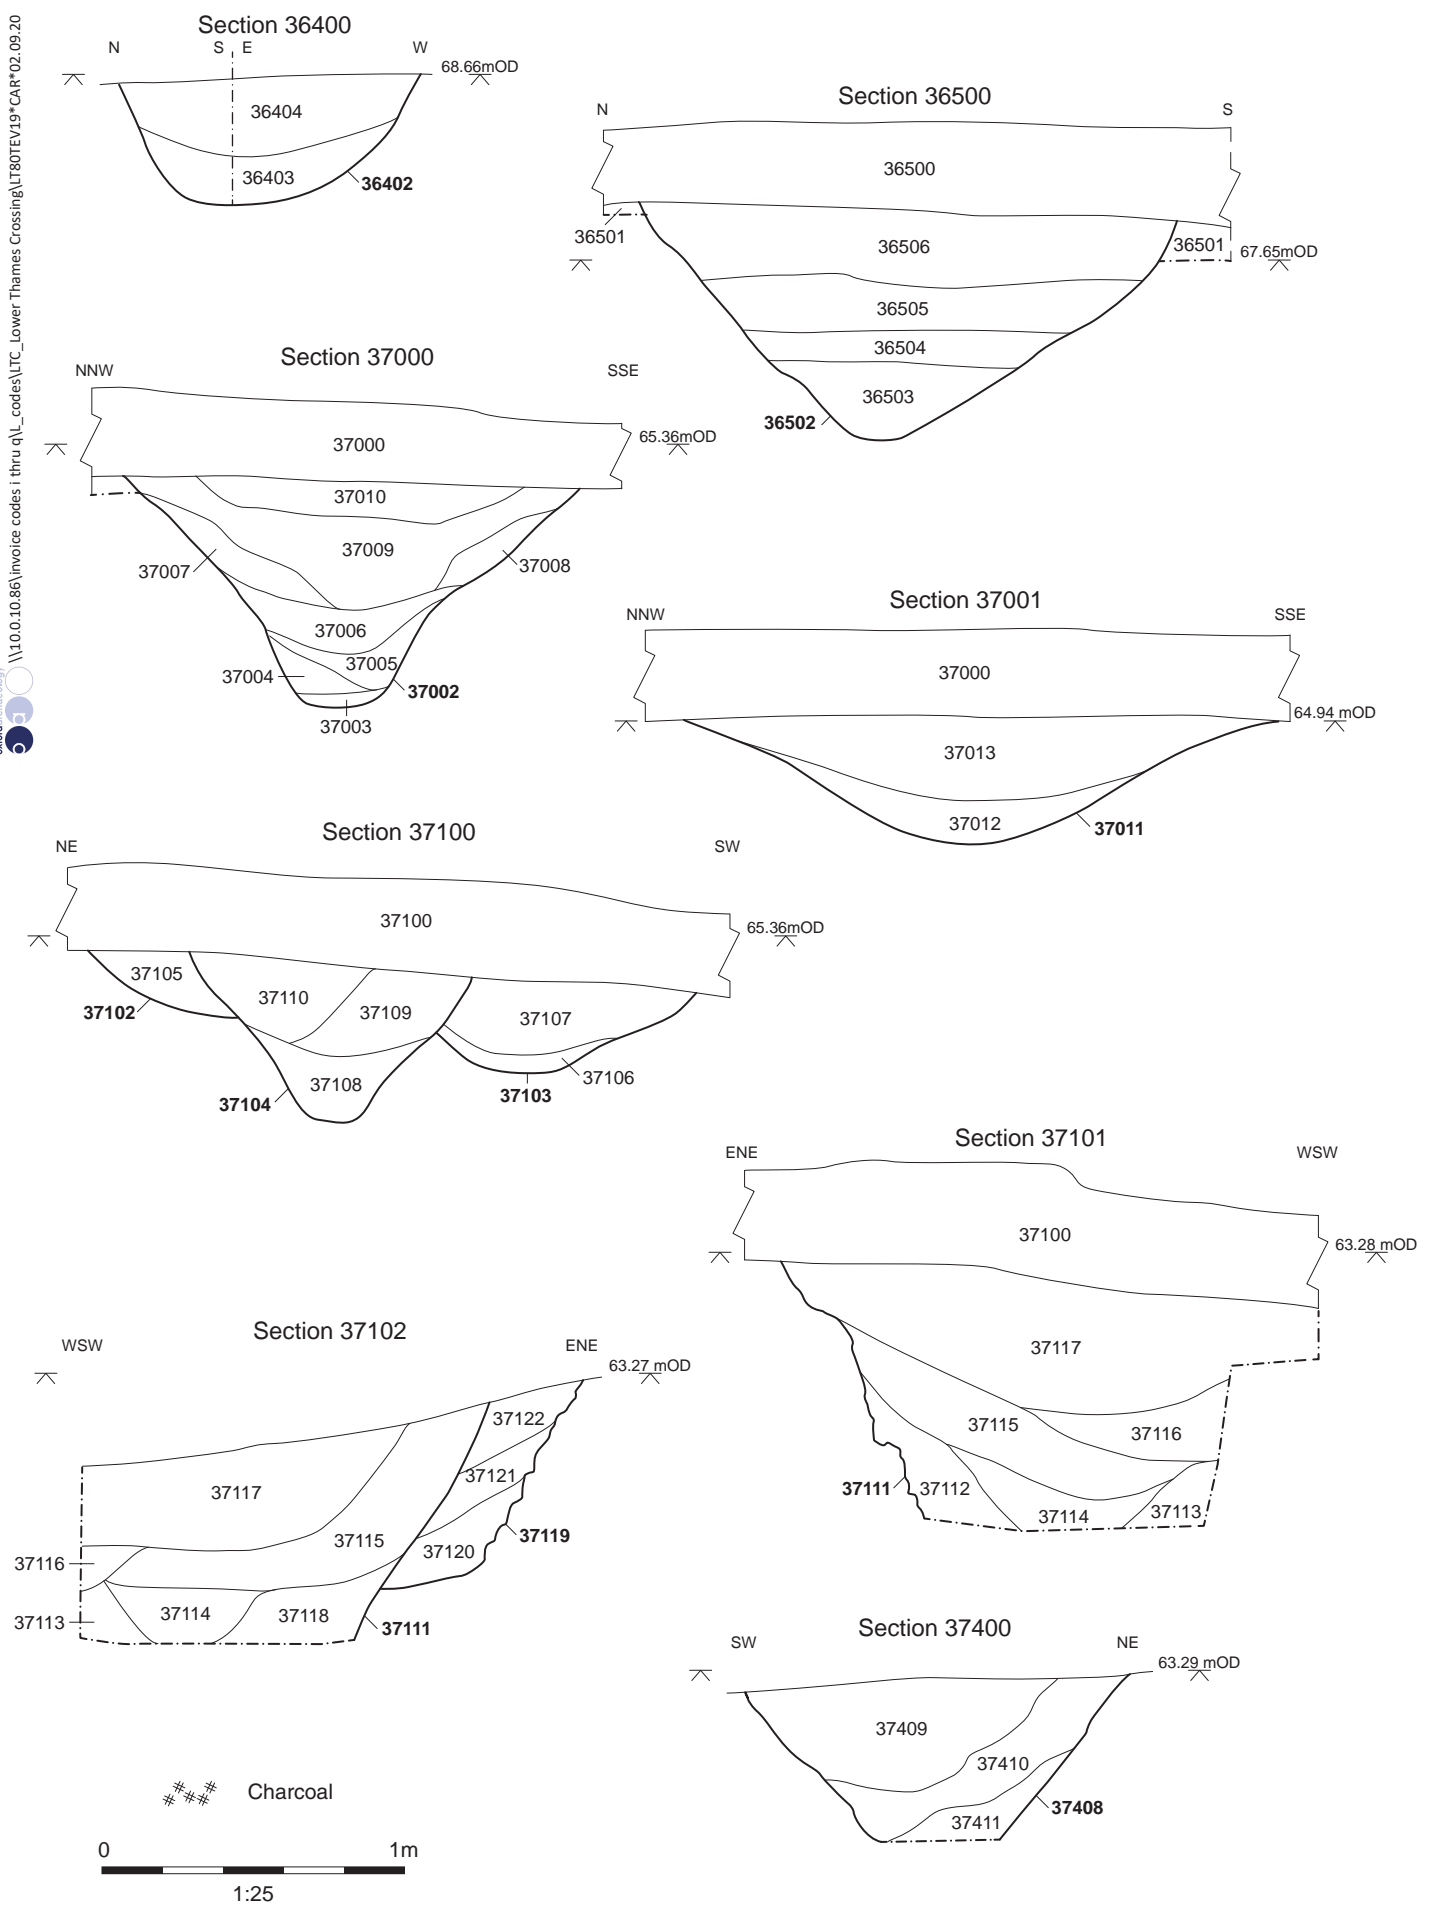 \\10.0.10.86\invoice codes i thru q\L_codes\LTC_Lower Thames Crossing\LT80TEV19*CAR*02.09.20
Section 36400
N S E W
68.66mOD
36404
36403
36402
Section 36500
N S
36500
36501
36506
36501
67.65mOD
36505
36504
36503
36502
Section 37000
NNW SSE
37000
65.36mOD
37010
37009
37007
37008
37006
37005
37004
37002
37003
Section 37001
NNW SSE
37000
64.94 mOD
37013
37012
37011
Section 37100
NE SW
37100
65.36mOD
37105
37110
37109
37107
37102
37108
37106
37104
37103
Section 37101
ENE WSW
37100
63.28 mOD
37117
37115
37116
37111
37112
37114
37113
Section 37102
WSW ENE
63.27 mOD
37122
37117
37121
37115
37119
37116
37120
37113
37114
37118
37111
Section 37400
SW NE
63.29 mOD
37409
37410
37408
37411
Charcoal
0 1m
1:25